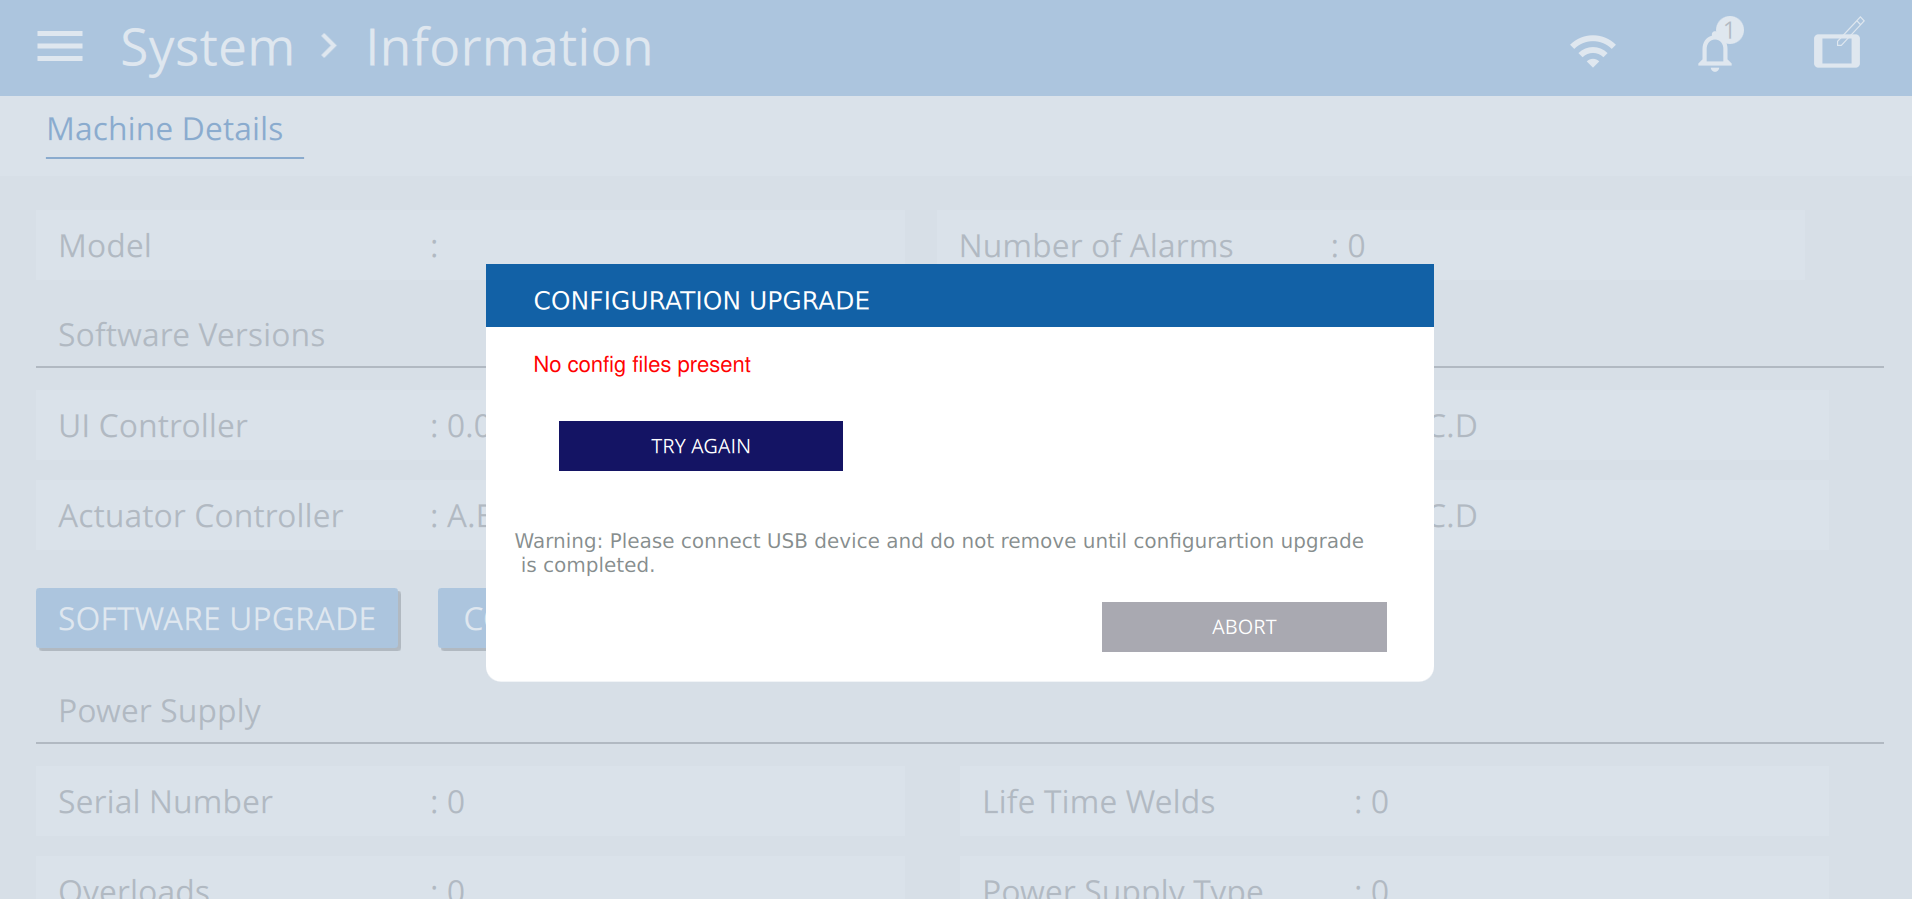 System > Information
1
Machine Details
Model :
Number of Alarms : 0
CONFIGURATION UPGRADE
Software Versions
No config files present
UI Controller : 0.0
C.D
TRY AGAIN
Actuator Controller : A.B
C.D
Warning: Please connect USB device and do not remove until configurartion upgrade
is completed.
SOFTWARE UPGRADE
ABORT
Power Supply
Serial Number : 0
Life Time Welds : 0
Overloads : 0
Power Supply Type : 0